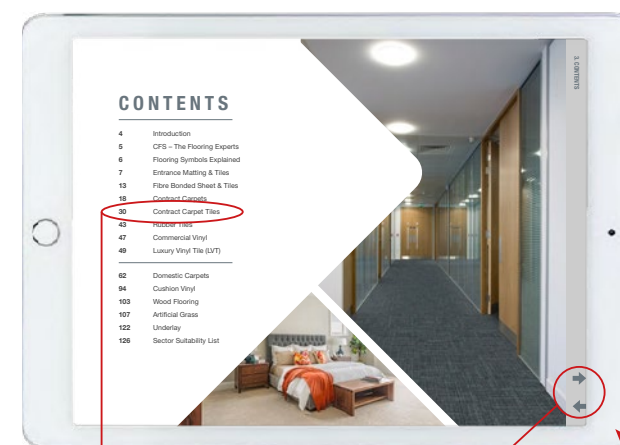 CONTENTS
4 Introduction
5 CFS – The Flooring Experts
6 Flooring Symbols Explained
7 Entrance Matting & Tiles
13 Fibre Bonded Sheet & Tiles
18 Contract Carpets
30 Contract Carpet Tiles
43 Rubber Tiles
47 Commercial Vinyl
49 Luxury Vinyl Tile (LVT)
62 Domestic Carpets
94 Cushion Vinyl
103 Wood Flooring
107 Artificial Grass
122 Underlay
126 Sector Suitability List
3. CONTENTS